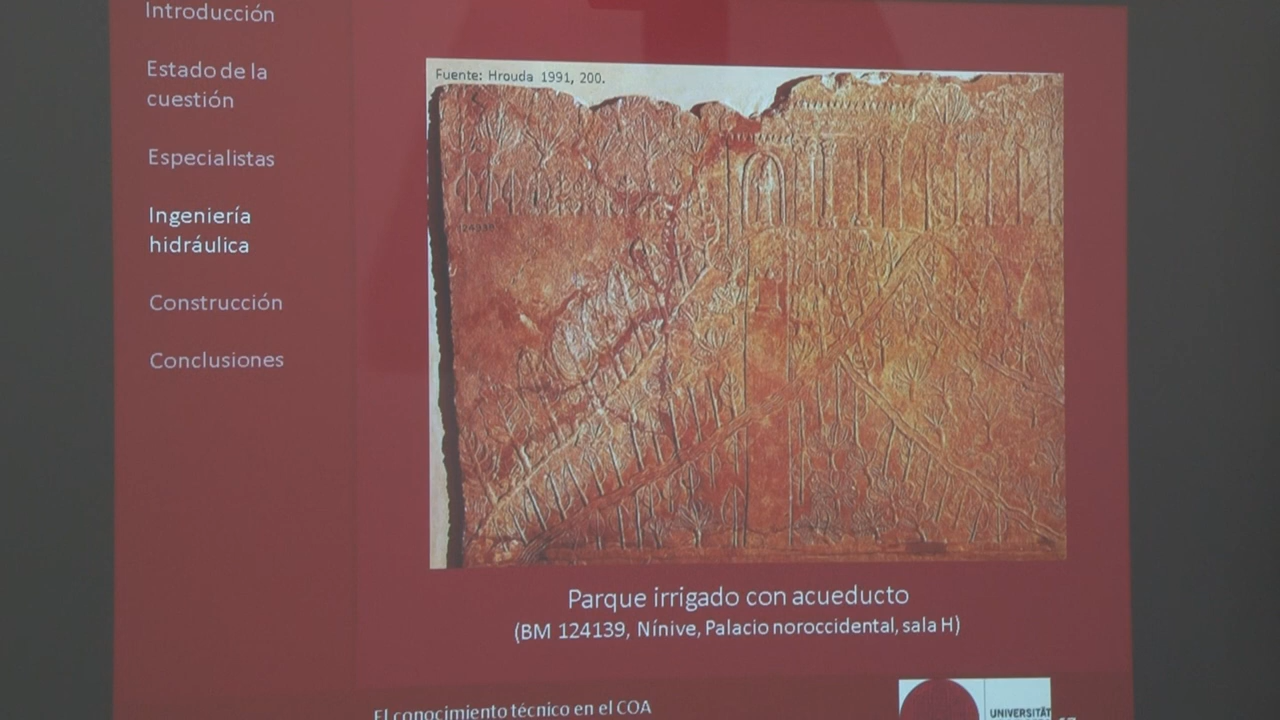 Introducción
Estado de la
cuestión
Especialistas
Ingeniería
hidráulica
Construcción
Conclusiones
Fuente: Hrouda 1991, 200.
Parque irrigado con acueducto
(BM 124139, Nínive, Palacio noroccidental, sala H)
El conocimiento técnico en el COA
UNIVERSITÄT